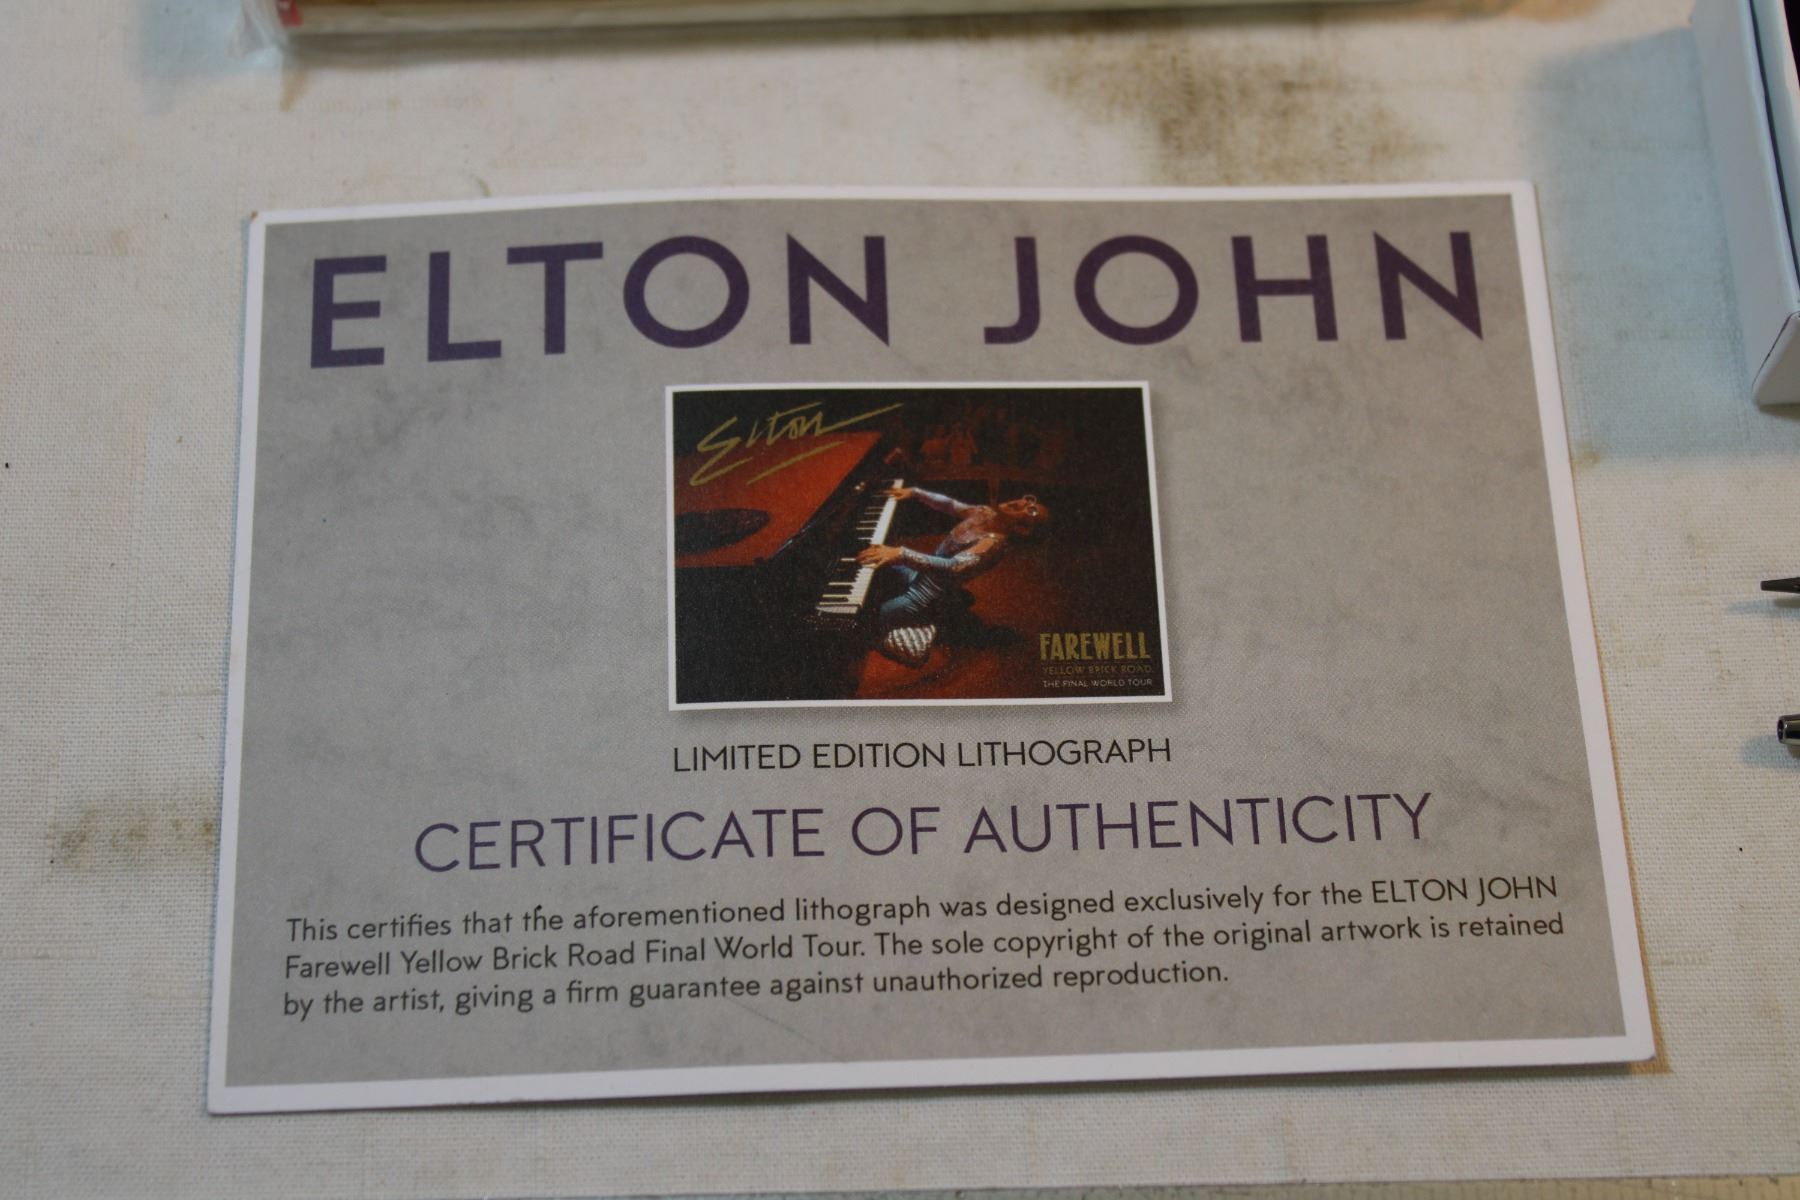 ELTON JOHN
Elton
FAREWELL
YELLOW BRICK ROAD
THE FINAL WORLD TOUR
LIMITED EDITION LITHOGRAPH
CERTIFICATE OF AUTHENTICITY
This certifies that the aforementioned lithograph was designed exclusively for the ELTON JOHN
Farewell Yellow Brick Road Final World Tour. The sole copyright of the original artwork is retained
by the artist, giving a firm guarantee against unauthorized reproduction.